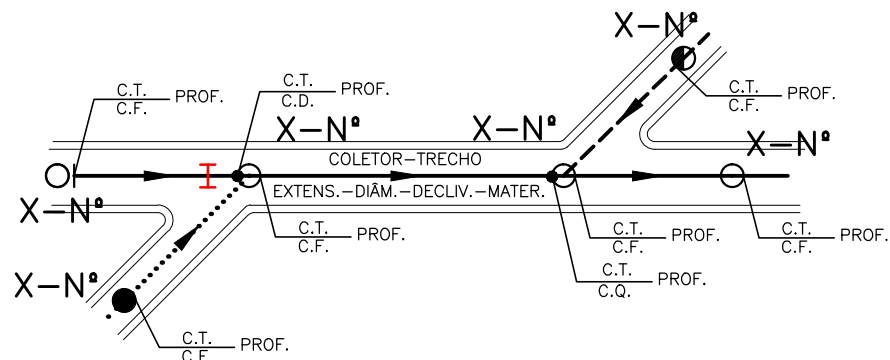 X-Nº
C.T.
C.F. PROF.
C.T.
C.F. PROF.
C.T.
C.D. PROF.
X-Nº
X-Nº
X-Nº
COLETOR-TRECHO
EXTENS.-DIÂM.-DECLIV.-MATER.
X-Nº
C.T.
C.F. PROF.
C.T.
C.F. PROF.
C.T.
C.F. PROF.
X-Nº
C.T.
C.Q. PROF.
C.T.
C.F. PROF.